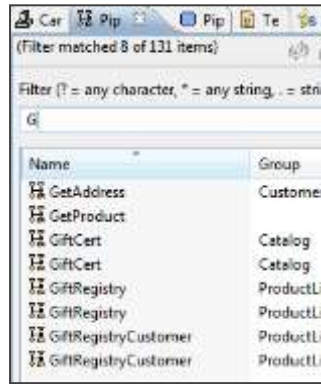 Car Pip Pip Te
(Filter matched 8 of 131 items)
Filter (? = any character, * = any string, . = stri
G
Name Group
GetAddress Custome
GetProduct
GiftCert Catalog
GiftCert Catalog
GiftRegistry ProductLi
GiftRegistry ProductLi
GiftRegistryCustomer ProductLi
GiftRegistryCustomer ProductLi